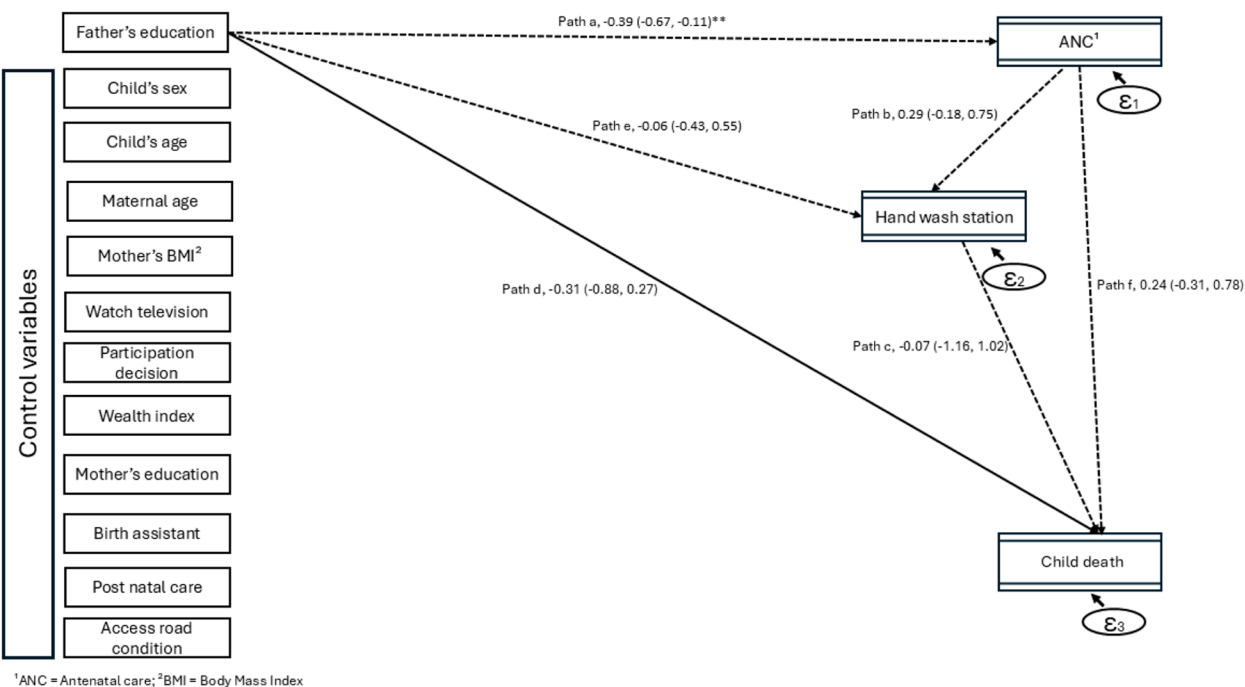 Father's education
Path a, -0.39 (-0.67, -0.11)**
ANC¹
ε₁
Control variables
Child's sex
Child's age
Maternal age
Mother's BMI²
Watch television
Participation
decision
Wealth index
Mother's education
Birth assistant
Post natal care
Access road
condition
Path b, 0.29 (-0.18, 0.75)
Path e, -0.06 (-0.43, 0.55)
Hand wash station
ε₂
Path d, -0.31 (-0.88, 0.27)
Path f, 0.24 (-0.31, 0.78)
Path c, -0.07 (-1.16, 1.02)
Child death
ε₃
¹ANC = Antenatal care; ²BMI = Body Mass Index